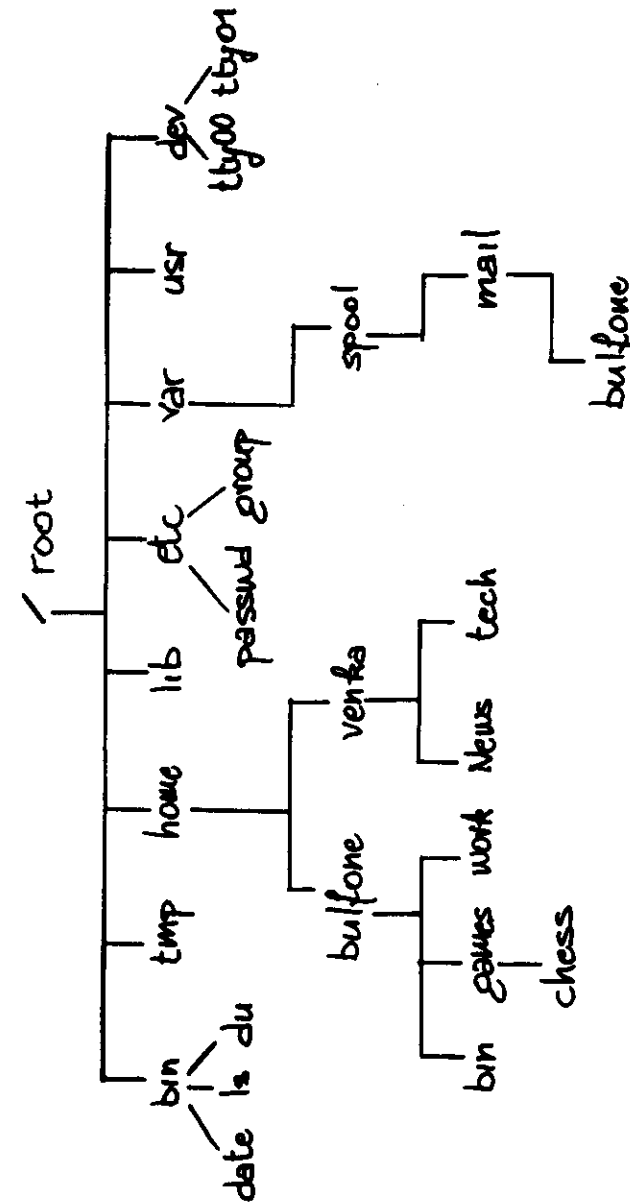 / root
bin tmp home lib etc var usr dev
date ls du passwd group tty00 tty01
bulfone venka spool
bin games work News tech mail
chess bulfone